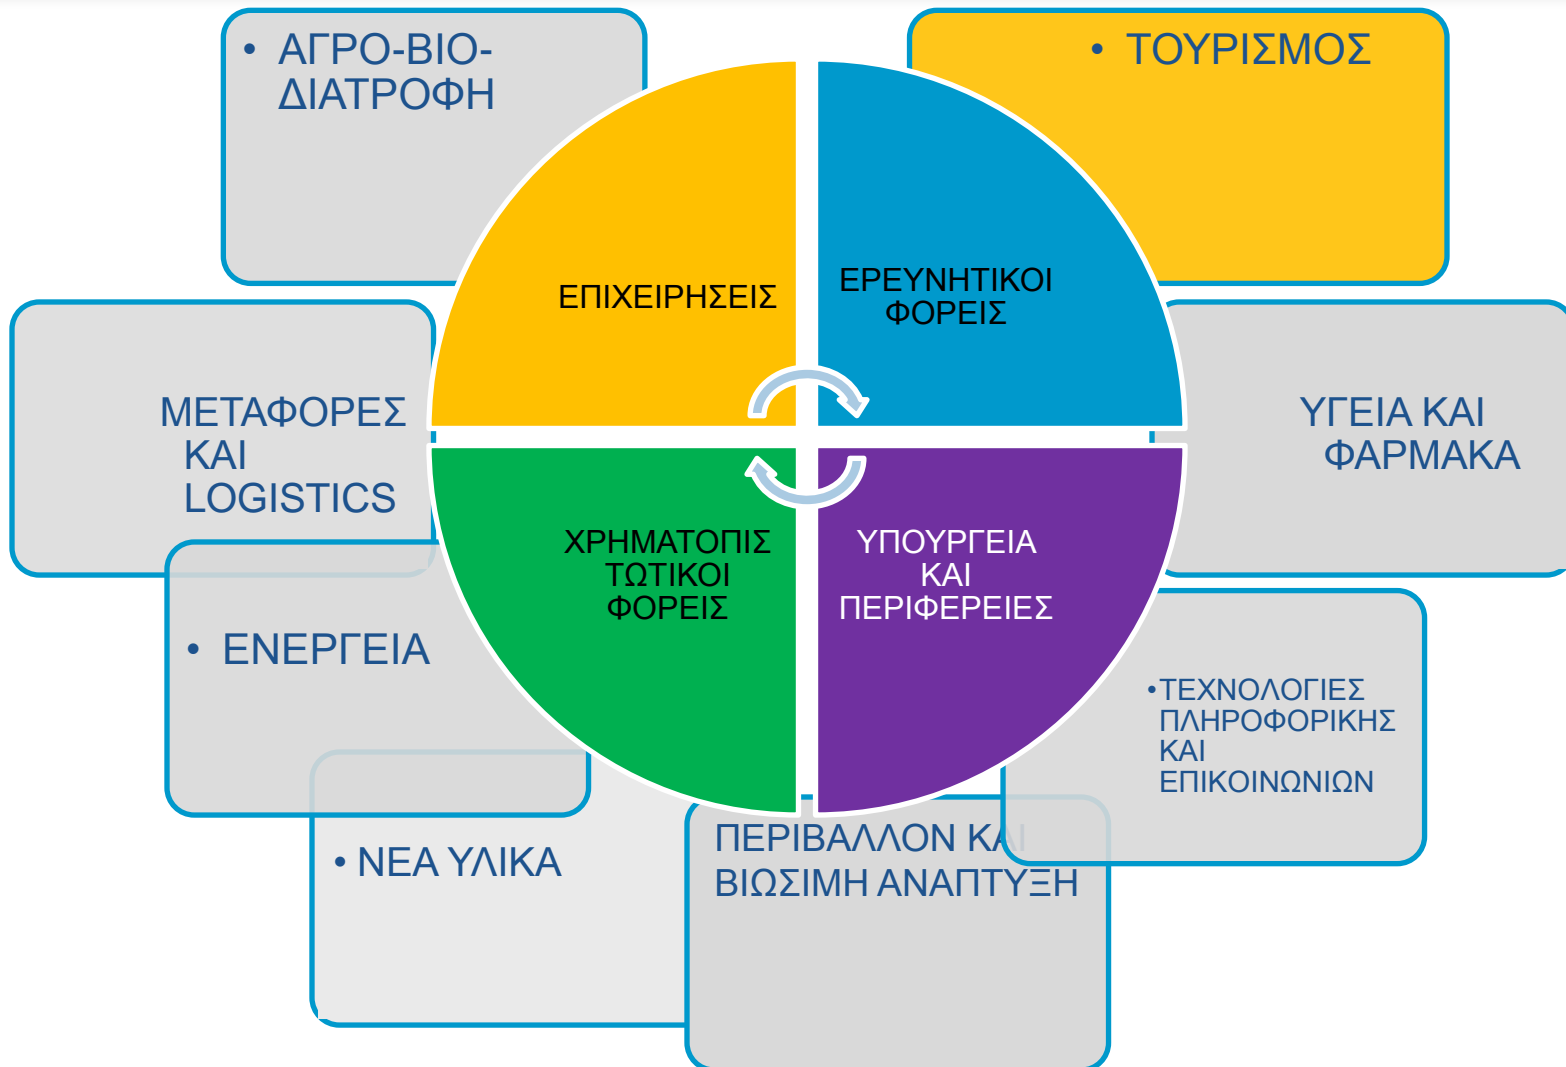 • ΑΓΡΟ-ΒΙΟ-
ΔΙΑΤΡΟΦΗ
• ΤΟΥΡΙΣΜΟΣ
ΕΠΙΧΕΙΡΗΣΕΙΣ
ΕΡΕΥΝΗΤΙΚΟΙ
ΦΟΡΕΙΣ
ΜΕΤΑΦΟΡΕΣ
ΚΑΙ
LOGISTICS
ΥΓΕΙΑ ΚΑΙ
ΦΑΡΜΑΚΑ
ΧΡΗΜΑΤΟΠΙΣ
ΤΩΤΙΚΟΙ
ΦΟΡΕΙΣ
ΥΠΟΥΡΓΕΙΑ
ΚΑΙ
ΠΕΡΙΦΕΡΕΙΕΣ
• ΕΝΕΡΓΕΙΑ
•ΤΕΧΝΟΛΟΓΙΕΣ
ΠΛΗΡΟΦΟΡΙΚΗΣ
ΚΑΙ
ΕΠΙΚΟΙΝΩΝΙΩΝ
• ΝΕΑ ΥΛΙΚΑ
ΠΕΡΙΒΑΛΛΟΝ ΚΑΙ
ΒΙΩΣΙΜΗ ΑΝΑΠΤΥΞΗ